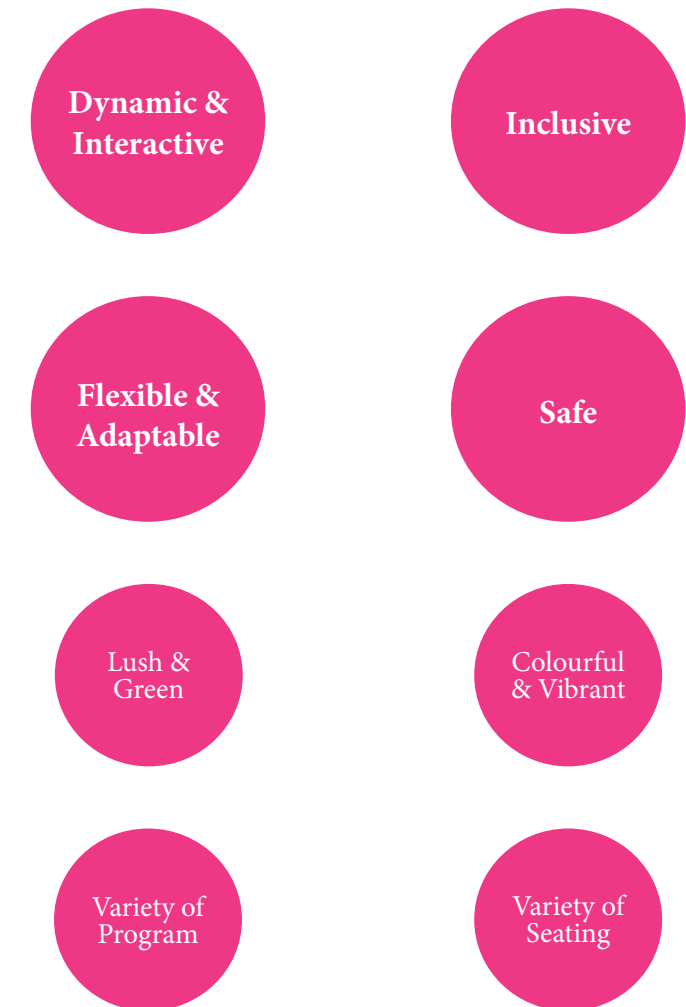 Dynamic &
Interactive
Inclusive
Flexible &
Adaptable
Safe
Lush &
Green
Colourful
& Vibrant
Variety of
Program
Variety of
Seating